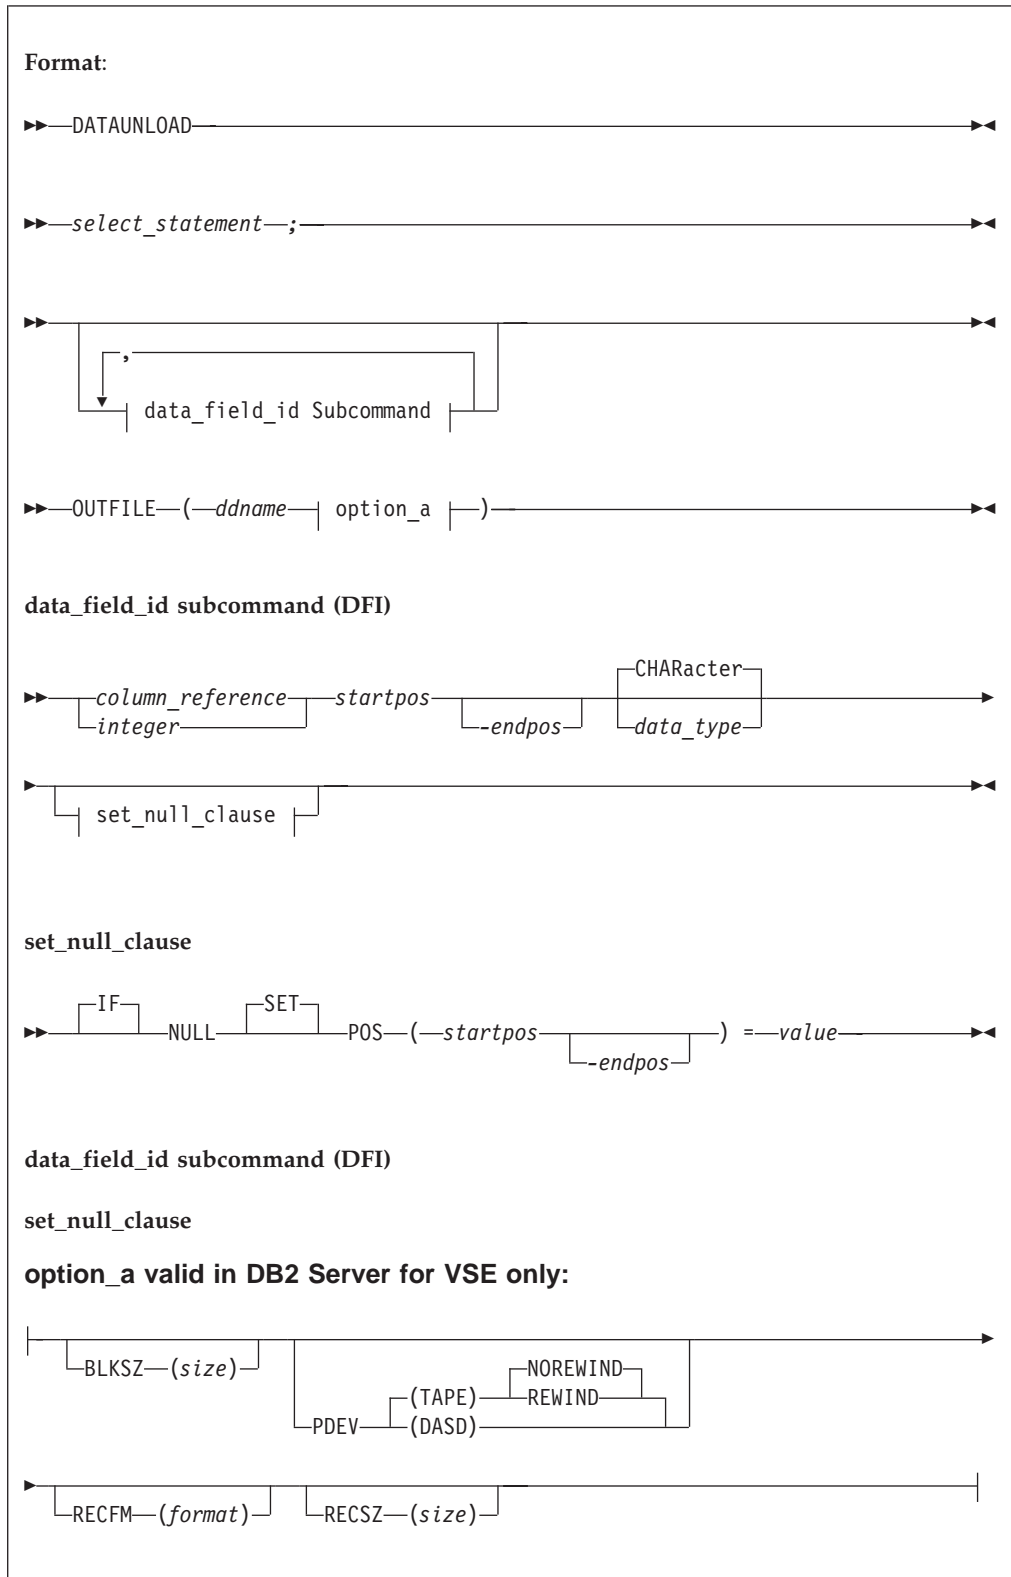 Format:
DATAUNLOAD
select_statement ;
,
data_field_id Subcommand
OUTFILE ( ddname option_a )
data_field_id subcommand (DFI)
CHARacter
column_reference startpos
integer -endpos data_type
set_null_clause
set_null_clause
IF SET
NULL POS ( startpos ) = value
-endpos
data_field_id subcommand (DFI)
set_null_clause
option_a valid in DB2 Server for VSE only:
BLKSZ (size) NOREWIND
(TAPE) REWIND
PDEV (DASD)
RECFM (format) RECSZ (size)